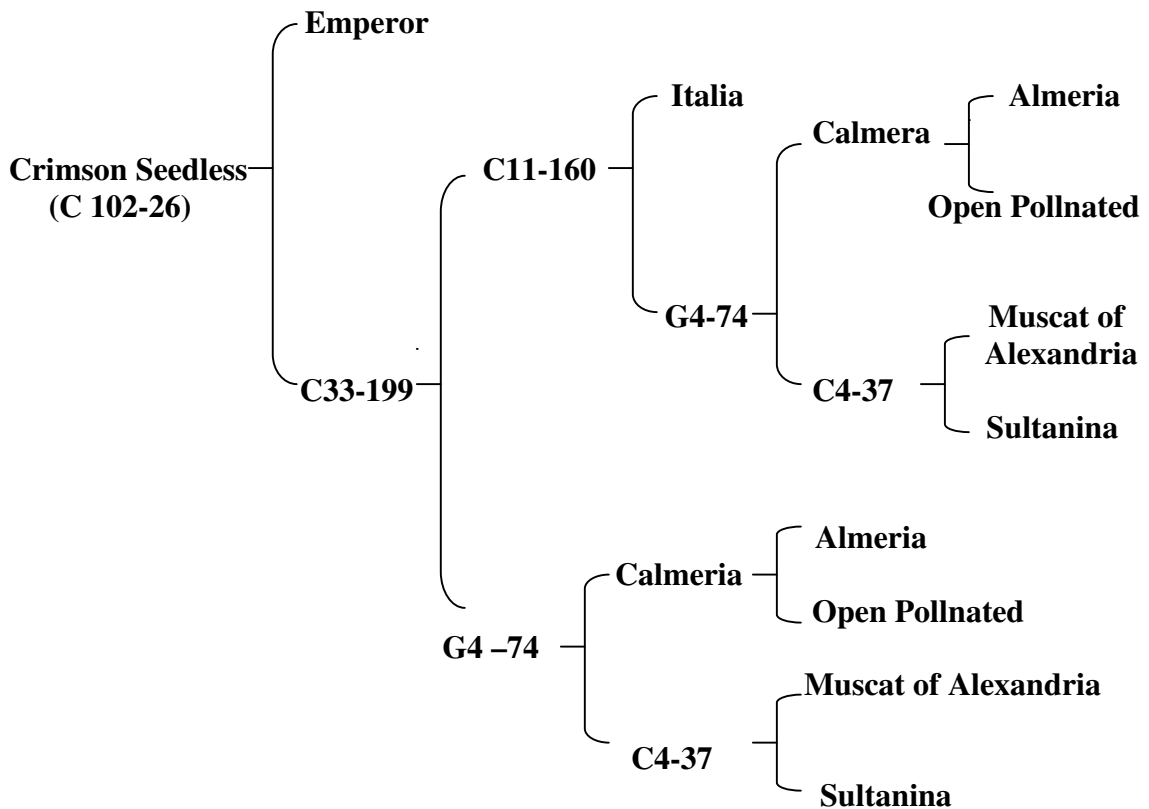 Emperor
Italia
Almeria
Calmera
Crimson Seedless
(C 102-26)
C11-160
Open Pollnated
G4-74
Muscat of
Alexandria
C33-199
C4-37
Sultanina
Almeria
Calmeria
Open Pollnated
G4 –74
Muscat of Alexandria
C4-37
Sultanina